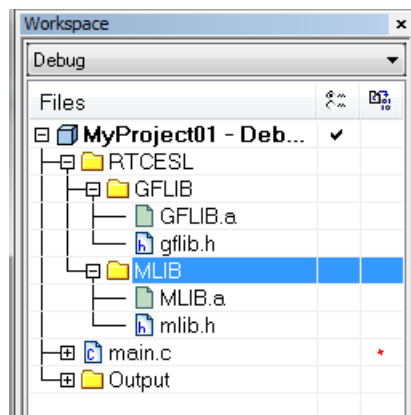 Workspace
Debug
Files
MyProject01 - Deb...
RTCESL
GFLIB
GFLIB.a
gflib.h
MLIB
MLIB.a
mlib.h
main.c
Output